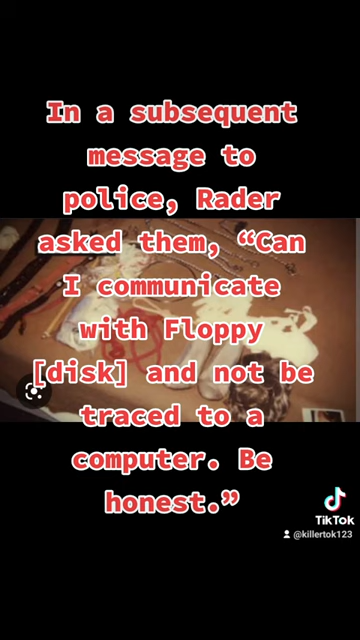 In a subsequent
message to
police, Rader
asked them, “Can
I communicate
with Floppy
[disk] and not be
traced to a
computer. Be
honest.”
TikTok
@killertok123